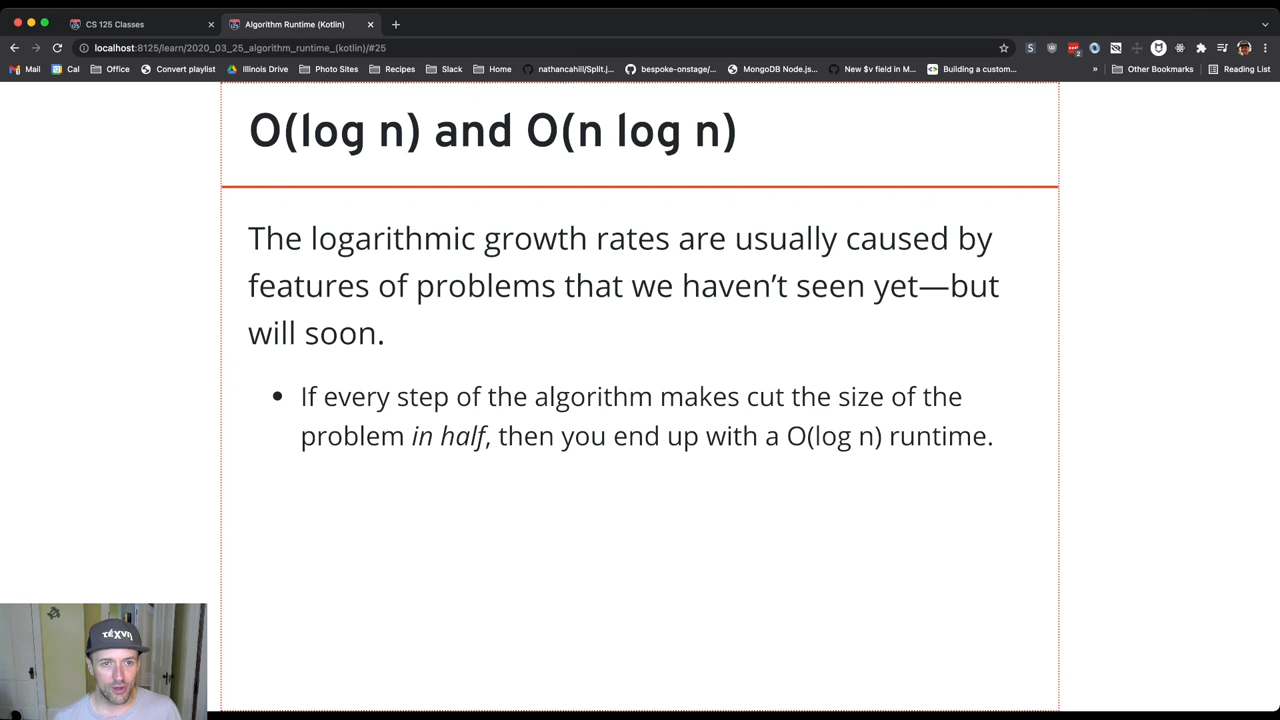 CS 125 Classes
Algorithm Runtime (Kotlin)
localhost:8125/learn/2020_03_25_algorithm_runtime_(kotlin)/#25
Mail Cal Office Convert playlist Illinois Drive Photo Sites Recipes Slack Home nathancahill/Split.j... bespoke-onstage/... MongoDB Node.js... New $v field in M... Building a custom... » Other Bookmarks Reading List
O(log n) and O(n log n)
The logarithmic growth rates are usually caused by
features of problems that we haven’t seen yet—but
will soon.
• If every step of the algorithm makes cut the size of the
problem in half, then you end up with a O(log n) runtime.